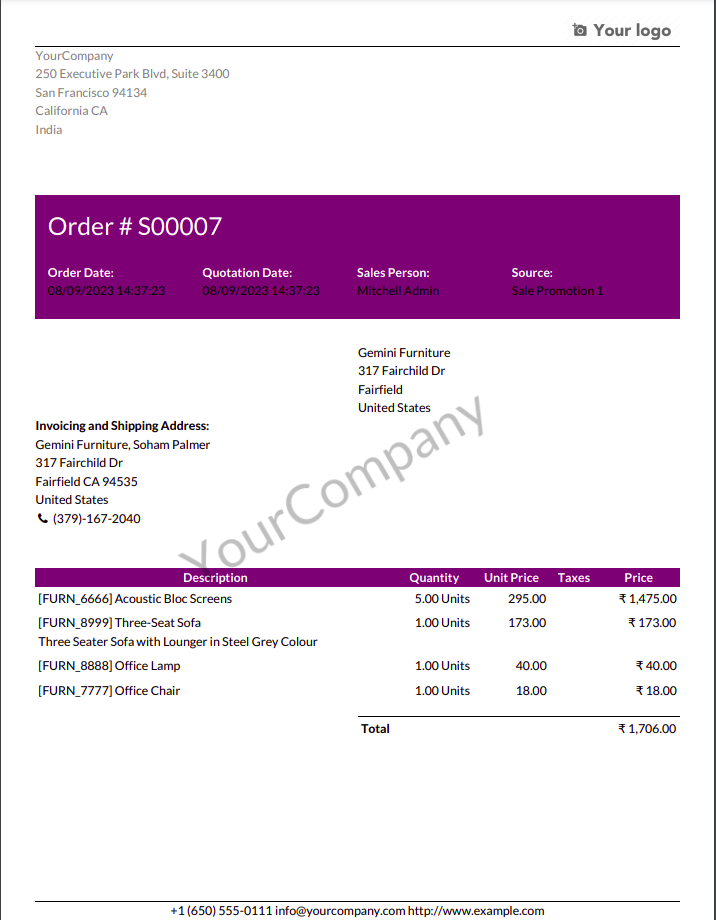 Your logo
YourCompany
250 Executive Park Blvd, Suite 3400
San Francisco 94134
California CA
India
Order # S00007
Order Date: Quotation Date: Sales Person: Source:
08/09/2023 14:37:23 08/09/2023 14:37:23 Mitchell Admin Sale Promotion 1
Gemini Furniture
317 Fairchild Dr
Fairfield
United States
Invoicing and Shipping Address:
Gemini Furniture, Soham Palmer
317 Fairchild Dr
Fairfield CA 94535
United States
(379)-167-2040
YourCompany
Description Quantity Unit Price Taxes Price
[FURN_6666] Acoustic Bloc Screens 5.00 Units 295.00 ₹ 1,475.00
[FURN_8999] Three-Seat Sofa 1.00 Units 173.00 ₹ 173.00
Three Seater Sofa with Lounger in Steel Grey Colour
[FURN_8888] Office Lamp 1.00 Units 40.00 ₹ 40.00
[FURN_7777] Office Chair 1.00 Units 18.00 ₹ 18.00
Total ₹ 1,706.00
+1 (650) 555-0111 info@yourcompany.com http://www.example.com